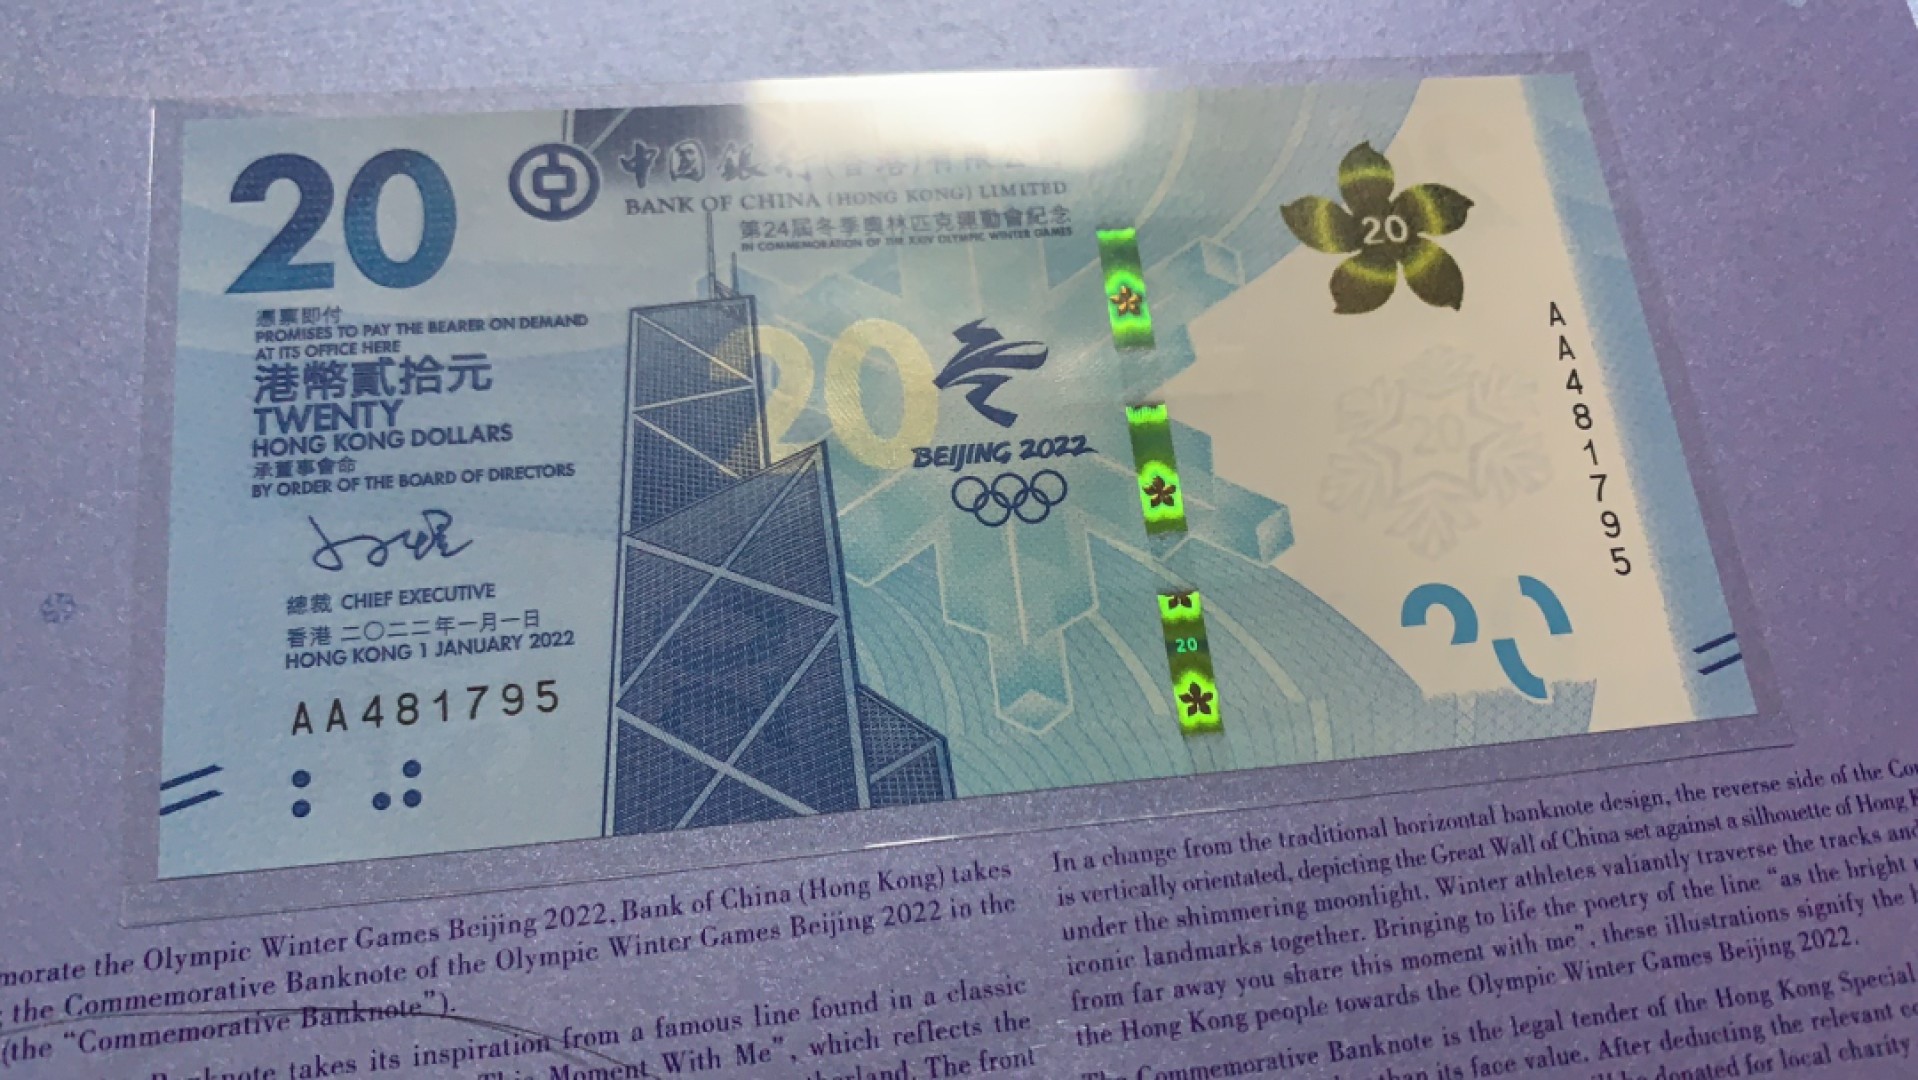 20
中国銀行(香港)有限
BANK OF CHINA (HONG KONG) LIMITED
第24屆冬季奧林匹克運動會紀念
IN COMMEMORATION OF THE XXIV OLYMPIC WINTER GAMES
憑票即付
PROMISES TO PAY THE BEARER ON DEMAND
AT ITS OFFICE HERE
港幣貳拾元
TWENTY
HONG KONG DOLLARS
承董事會命
BY ORDER OF THE BOARD OF DIRECTORS
總裁 CHIEF EXECUTIVE
香港 二〇二二年一月一日
HONG KONG 1 JANUARY 2022
AA481795
20
BEIJING 2022
20
20
20
AA481795
morate the Olympic Winter Games Beijing 2022, Bank of China (Hong Kong) takes
the Commemorative Banknote of the Olympic Winter Games Beijing 2022 in the
(the “Commemorative Banknote”).
takes its inspiration from a famous line found in a classic
Moment With Me”, which reflects the
The front
In a change from the traditional horizontal banknote design, the reverse side of the
is vertically orientated, depicting the Great Wall of China set against a silhouette of Hong
under the shimmering moonlight. Winter athletes valiantly traverse the tracks and
iconic landmarks together. Bringing to life the poetry of the line “as the bright
from far away you share this moment with me”, these illustrations signify the
the Hong Kong people towards the Olympic Winter Games Beijing 2022.
Commemorative Banknote is the legal tender of the Hong Kong Special
its face value. After deducting the relevant
donated for local charity